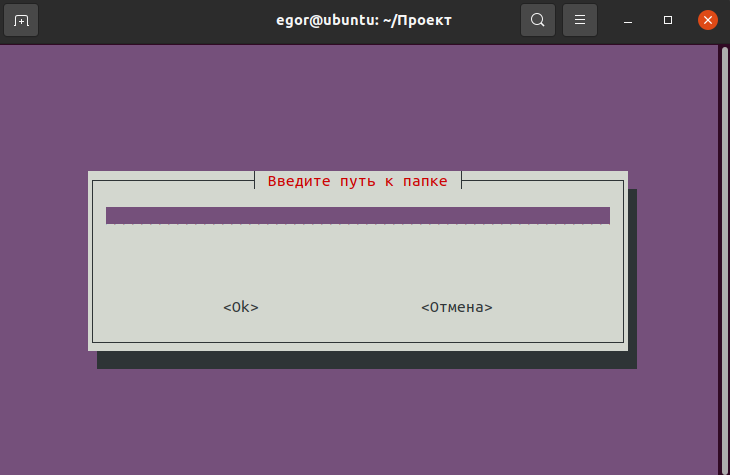 egor@ubuntu: ~/Проект
Введите путь к папке
<Ok> <Отмена>